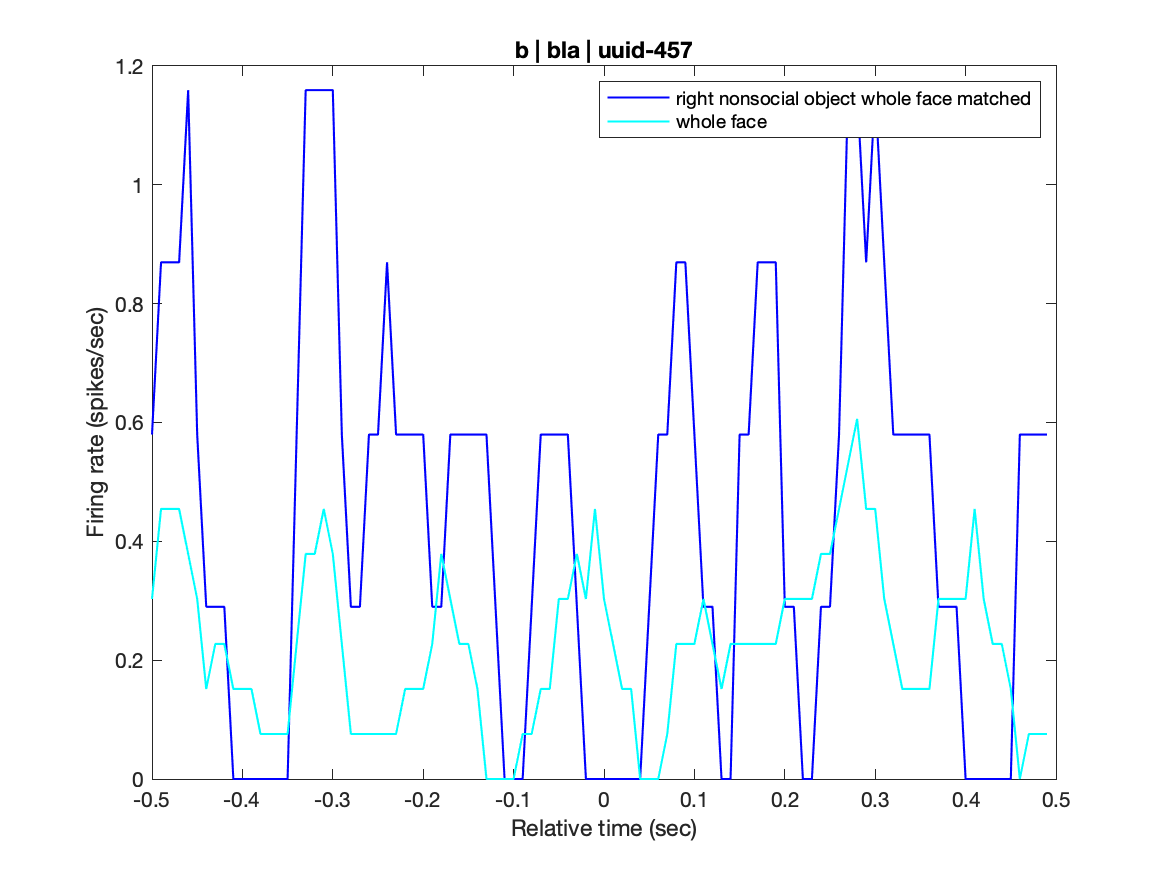 b | bla | uuid-457
right nonsocial object whole face matched
whole face
Firing rate (spikes/sec)
1.2
1
0.8
0.6
0.4
0.2
0
-0.5 -0.4 -0.3 -0.2 -0.1 0 0.1 0.2 0.3 0.4 0.5
Relative time (sec)